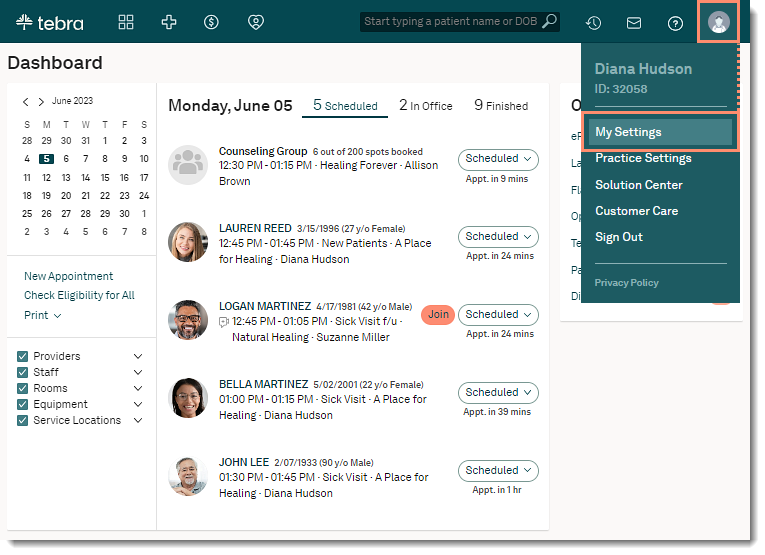 tebra
Start typing a patient name or DOB
Dashboard
Diana Hudson
ID: 32058
My Settings
Practice Settings
Solution Center
Customer Care
Sign Out
Privacy Policy
June 2023
S M T W T F S
28 29 30 31 1 2 3
4 5 6 7 8 9 10
11 12 13 14 15 16 17
18 19 20 21 22 23 24
25 26 27 28 29 30 1
2 3 4 5 6 7 8
New Appointment
Check Eligibility for All
Print
Providers
Staff
Rooms
Equipment
Service Locations
Monday, June 05
5 Scheduled
2 In Office
9 Finished
Counseling Group 6 out of 200 spots booked
12:30 PM - 01:15 PM · Healing Forever · Allison
Brown
Scheduled
Appt. in 9 mins
LAUREN REED 3/15/1996 (27 y/o Female)
12:45 PM - 01:45 PM · New Patients · A Place
for Healing · Diana Hudson
Scheduled
Appt. in 24 mins
LOGAN MARTINEZ 4/17/1981 (42 y/o Male)
12:45 PM - 01:05 PM · Sick Visit f/u ·
Natural Healing · Suzanne Miller
Join
Scheduled
Appt. in 24 mins
BELLA MARTINEZ 5/02/2001 (22 y/o Female)
01:00 PM - 01:15 PM · Sick Visit · A Place for
Healing · Diana Hudson
Scheduled
Appt. in 39 mins
JOHN LEE 2/07/1933 (90 y/o Male)
01:30 PM - 01:45 PM · Sick Visit · A Place for
Healing · Diana Hudson
Scheduled
Appt. in 1 hr